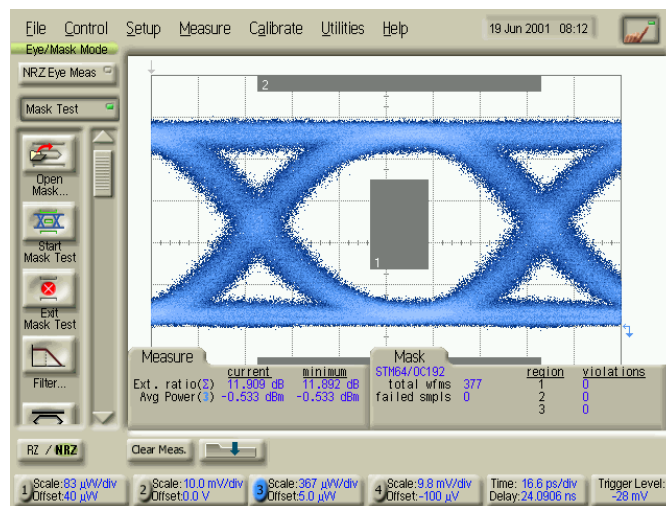 File Control Setup Measure Calibrate Utilities Help 19 Jun 2001 08:12
Eye/Mask Mode
NRZ Eye Meas
Mask Test
Open
Mask...
Start
Mask Test
Exit
Mask Test
Filter...
2
1
Measure
current minimum
Ext. ratio(Σ) 11.909 dB 11.892 dB
Avg Power(3) -0.533 dBm -0.533 dBm
Mask
STM64/OC192 region violations
total wfms 377 1 0
failed smpls 0 2 0
3 0
RZ / NRZ
Clear Meas.
1 Scale:83 µW/div
Offset:40 µW
2 Scale:10.0 mV/div
Offset:0.0 V
3 Scale:367 µW/div
Offset:5.0 µW
4 Scale:9.8 mV/div
Offset:-100 µV
Time: 16.6 ps/div
Delay:24.0906 ns
Trigger Level:
-28 mV